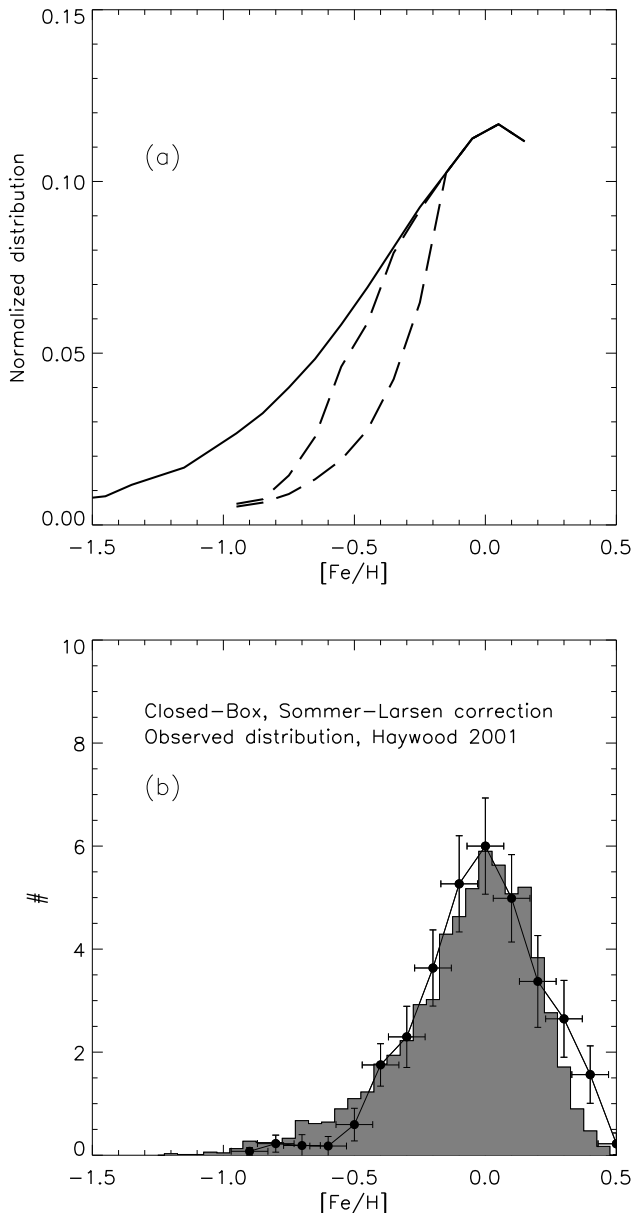 0.15
(a)
0.10
Normalized distribution
0.05
0.00
−1.5 −1.0 −0.5 0.0 0.5
[Fe/H]
10
Closed−Box, Sommer−Larsen correction
8
Observed distribution, Haywood 2001
(b)
6
#
4
2
0
−1.5 −1.0 −0.5 0.0 0.5
[Fe/H]